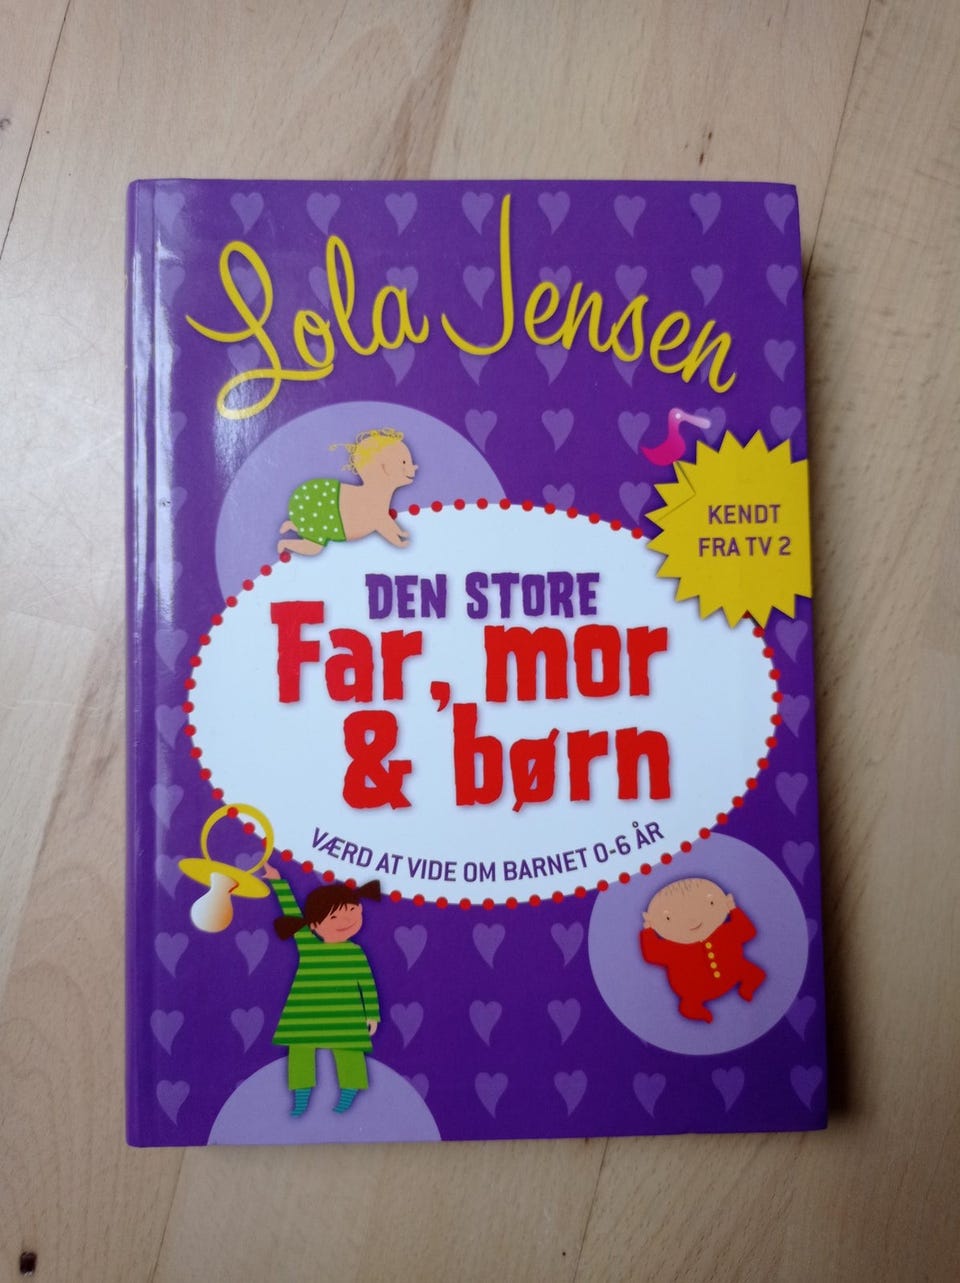 Lola Jensen
KENDT
FRA TV 2
DEN STORE
Far, mor
& børn
VÆRD AT VIDE OM BARNET 0-6 ÅR